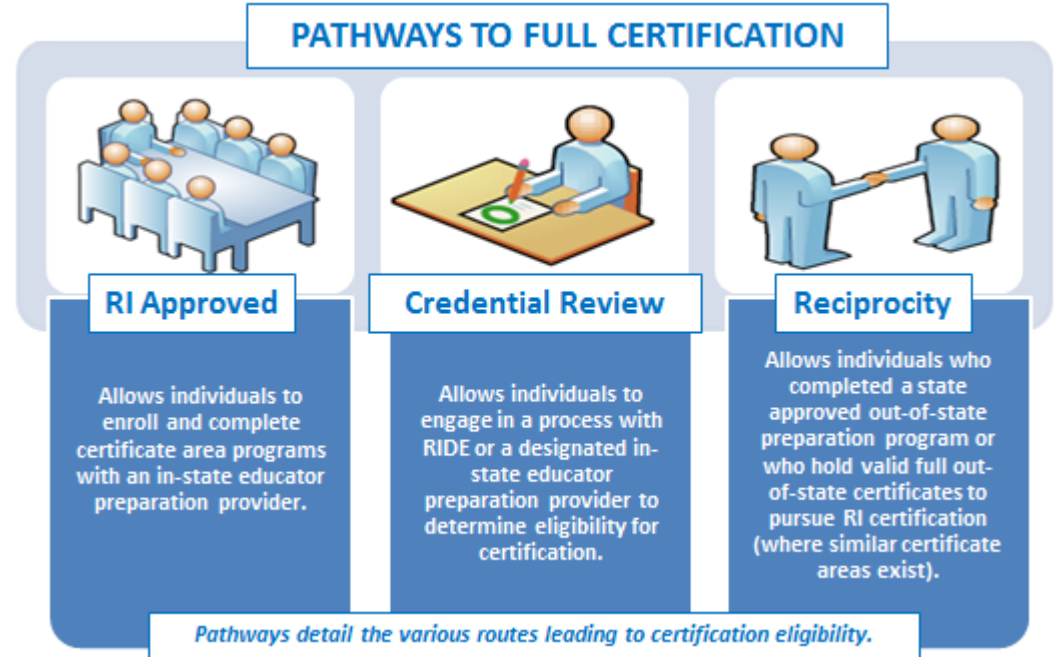 PATHWAYS TO FULL CERTIFICATION
RI Approved
Allows individuals to
enroll and complete
certificate area programs
with an in-state educator
preparation provider.
Credential Review
Allows individuals to
engage in a process with
RIDE or a designated in-
state educator
preparation provider to
determine eligibility for
certification.
Reciprocity
Allows individuals who
completed a state
approved out-of-state
preparation program or
who hold valid full out-
of-state certificates to
pursue RI certification
(where similar certificate
areas exist).
Pathways detail the various routes leading to certification eligibility.